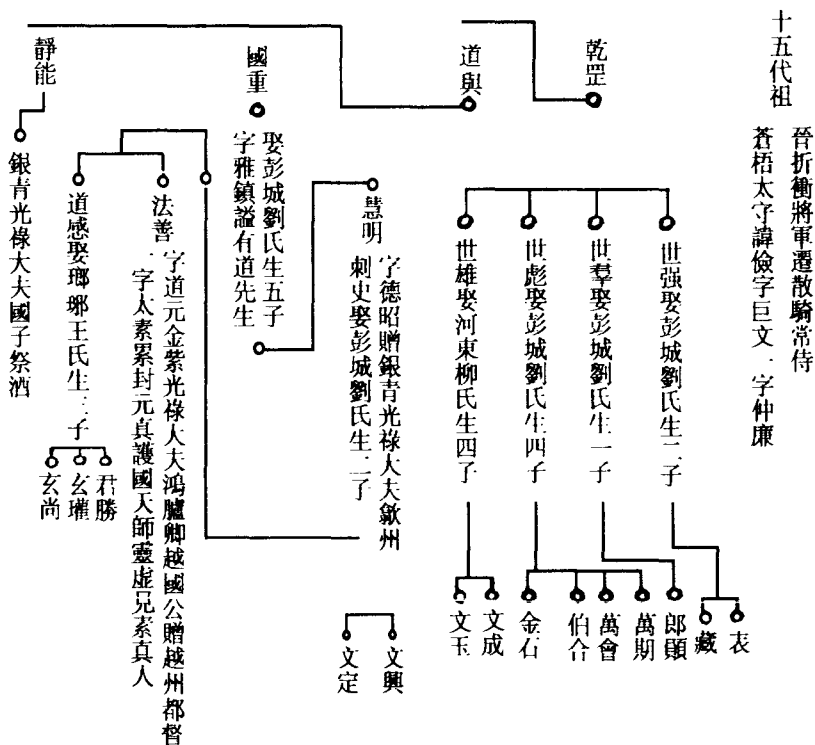 十五代祖
晉折衝將軍遷散騎常侍
蒼梧太守諱儉字巨文一字仲廉
乾罡
世强娶彭城劉氏生二子
表
藏
世羣娶彭城劉氏生一子
郎顗
世彪娶彭城劉氏生四子
萬期
萬會
伯合
金石
世雄娶河東柳氏生四子
文成
文玉
道與
慧明
字德昭贈銀青光祿大夫歙州
刺史娶彭城劉氏生二子
文興
文定
國重
娶彭城劉氏生五子
字雅鎮謚有道先生
法善
字道元金紫光祿大夫鴻臚卿越國公贈越州都督
一字太素累封元真護國天師靈虛見素真人
道感娶瑯琊王氏生三子
君勝
玄瓘
玄尚
靜能
銀青光祿大夫國子祭酒